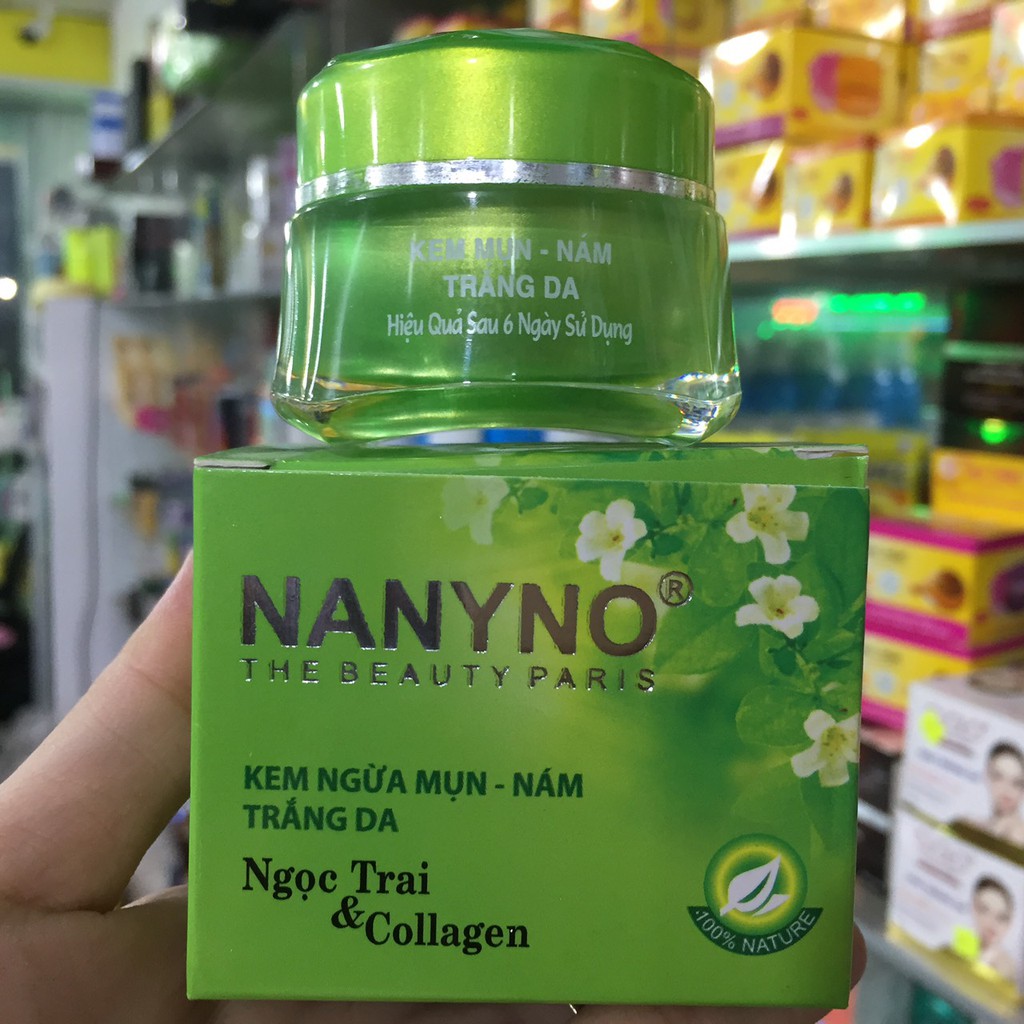 KEM MỤN - NÁM
TRẮNG DA
Hiệu Quả Sau 6 Ngày Sử Dụng
NANYNO®
THE BEAUTY PARIS
KEM NGỪA MỤN - NÁM
TRẮNG DA
Ngọc Trai
& Collagen
100% NATURE